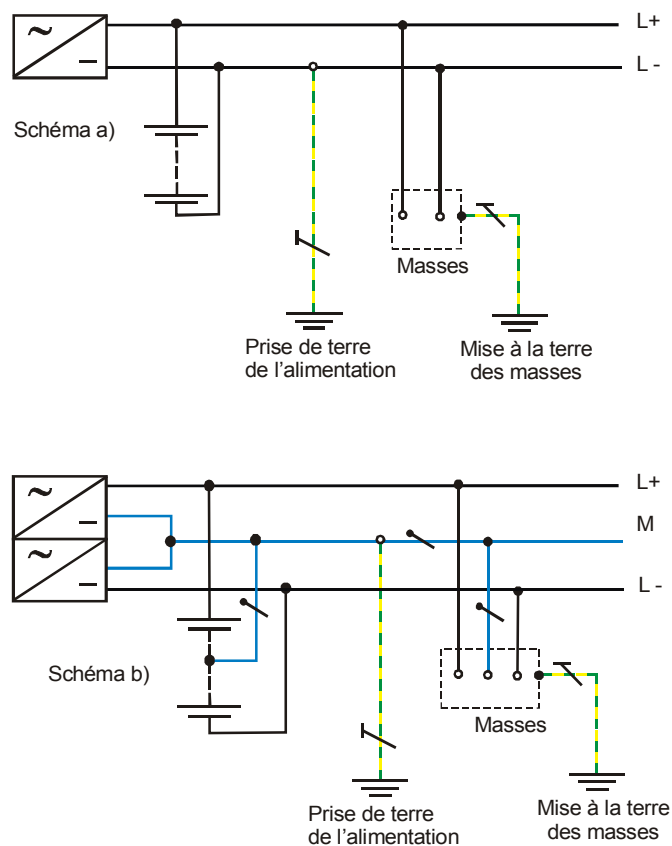 L+
L -
Schéma a)
Masses
Prise de terre
de l'alimentation
Mise à la terre
des masses
L+
M
L -
Schéma b)
Masses
Prise de terre
de l'alimentation
Mise à la terre
des masses